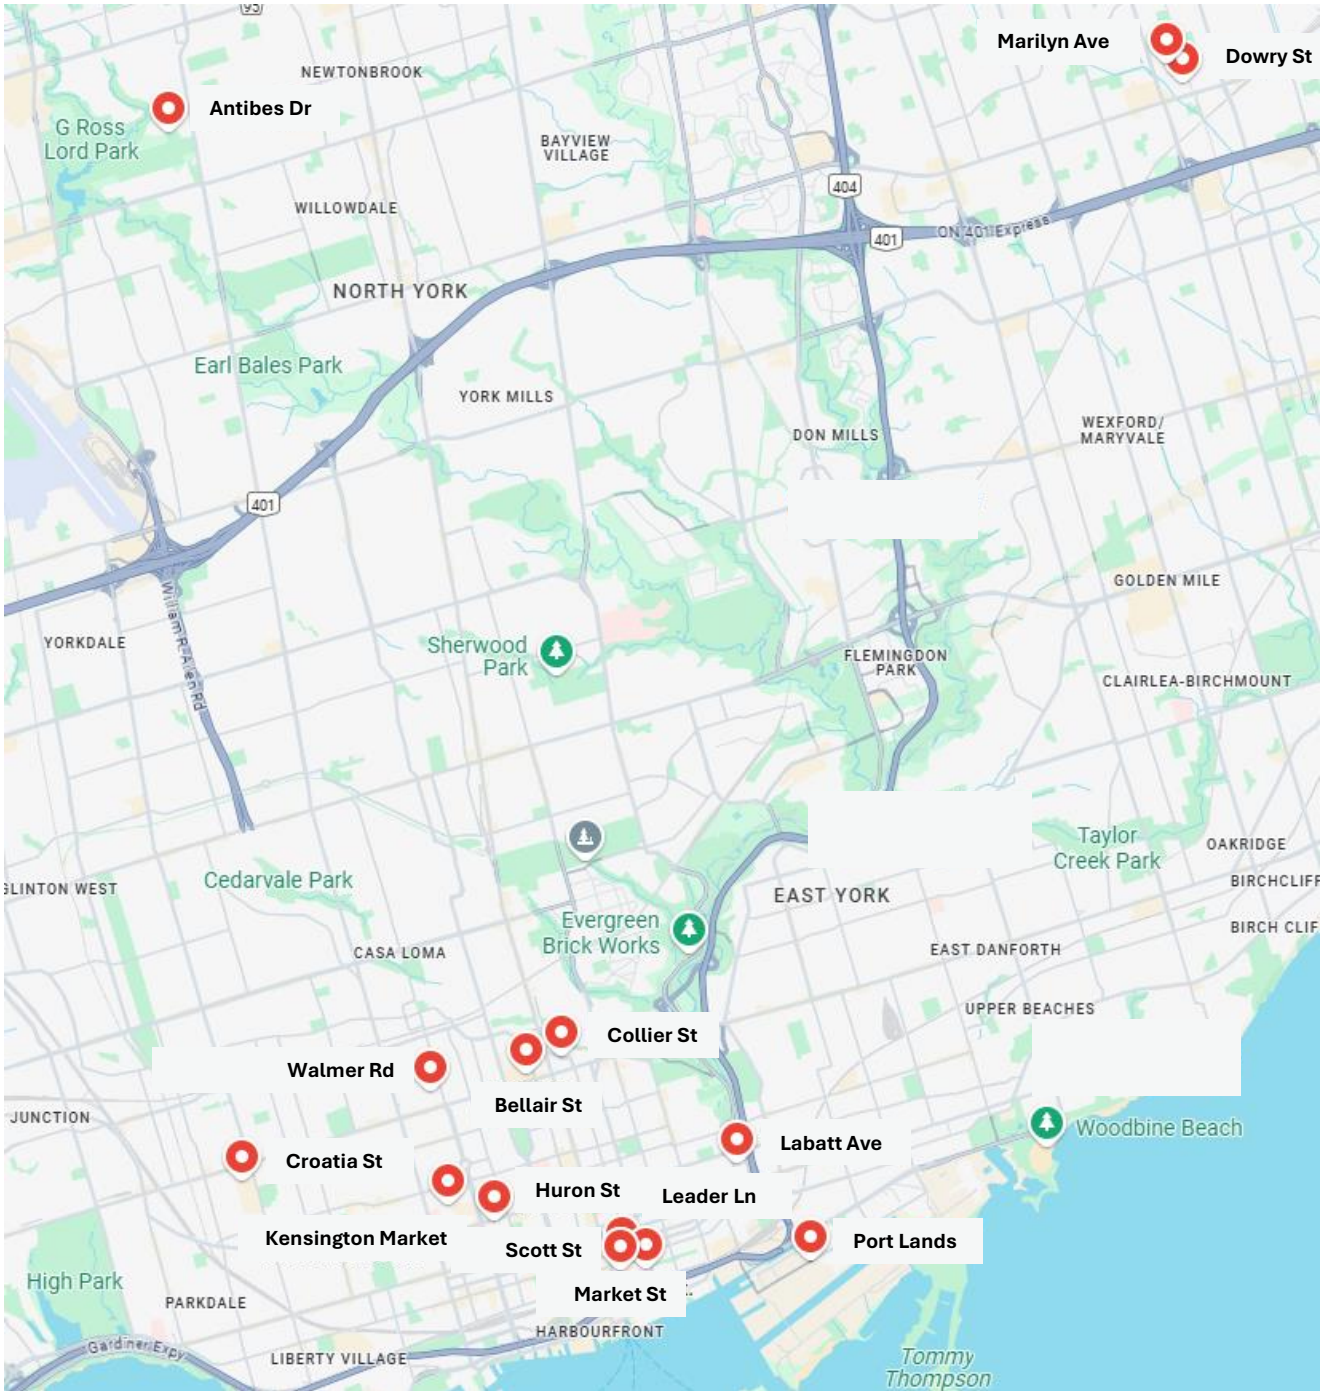 Marilyn Ave
Dowry St
NEWTONBROOK
Antibes Dr
G Ross
Lord Park
BAYVIEW
VILLAGE
404
WILLOWDALE
401
ON 401 Express
NORTH YORK
Earl Bales Park
YORK MILLS
DON MILLS
WEXFORD/
MARYVALE
401
GOLDEN MILE
William R. Allen Rd
YORKDALE
Sherwood
Park
FLEMINGDON
PARK
CLAIRLEA-BIRCHMOUNT
Taylor
Creek Park
OAKRIDGE
GLINTON WEST
Cedarvale Park
EAST YORK
BIRCHCLIFF
Evergreen
Brick Works
BIRCH CLIF
CASA LOMA
EAST DANFORTH
UPPER BEACHES
Collier St
Walmer Rd
Bellair St
JUNCTION
Woodbine Beach
Labatt Ave
Croatia St
Huron St
Leader Ln
Kensington Market
Scott St
Port Lands
High Park
Market St
PARKDALE
HARBOURFRONT
Gardiner Expy
LIBERTY VILLAGE
Tommy
Thompson